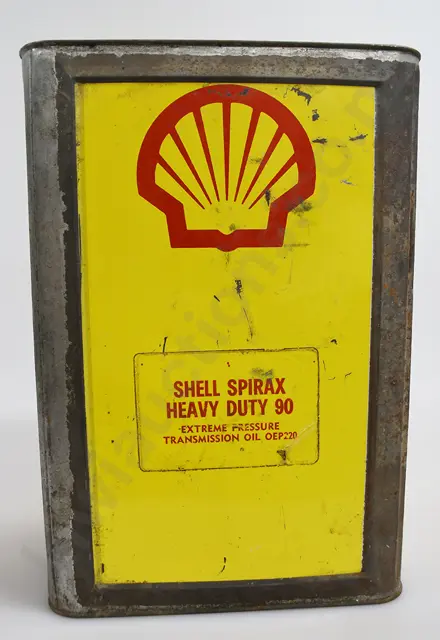 SHELL SPIRAX
HEAVY DUTY 90
EXTREME PRESSURE
TRANSMISSION OIL OEP220